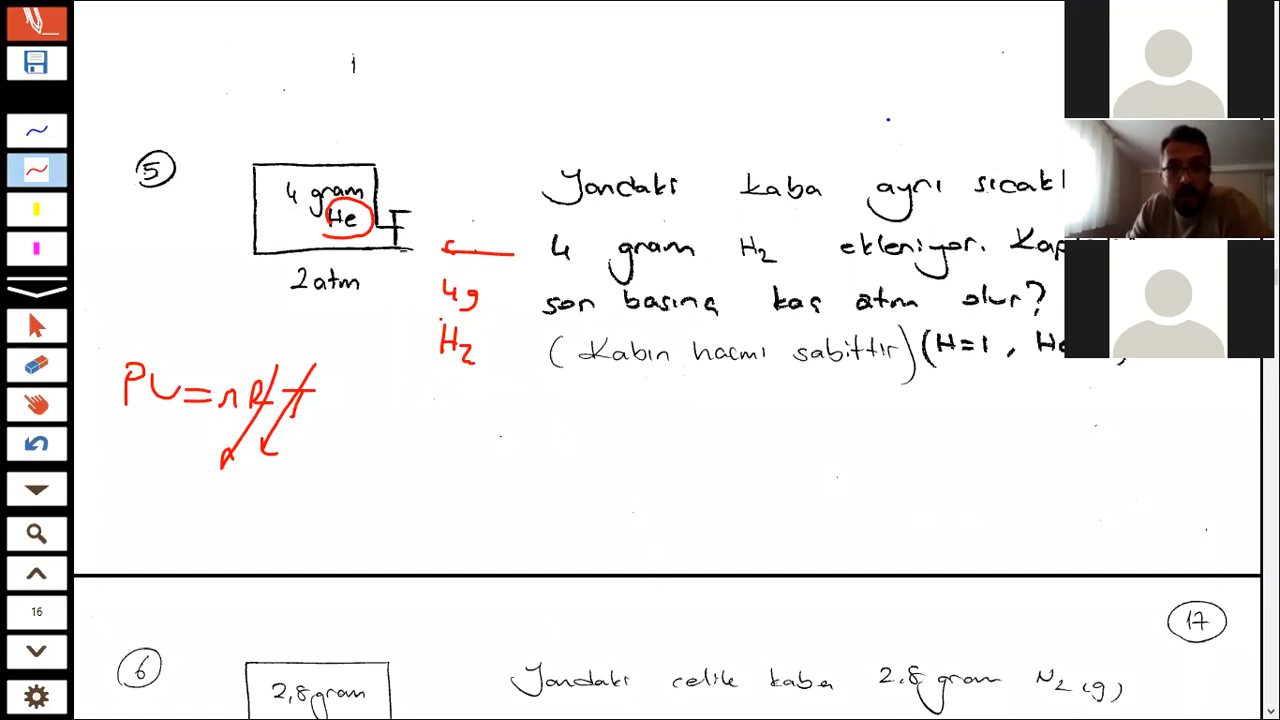 5
4 gram
He
2 atm
Yandaki kaba aynı sıcakl
4 gram H2 ekleniyor. Kap
son basınç kaç atm olur?
(Kabın hacmi sabittir) (H=1, He
4g
H2
PV=nRT
16
17
6
2,8 gram
Yandaki çelik kaba 2,8 gram N2(g)